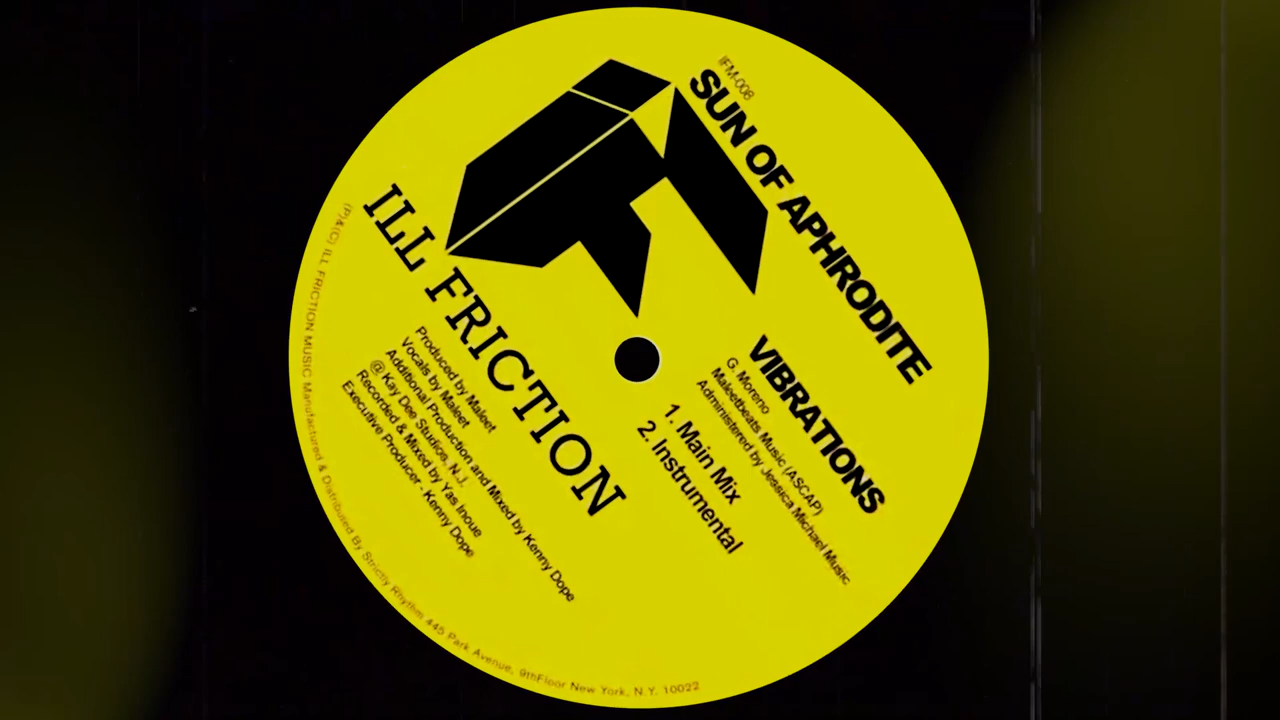 IFM-008
SUN OF APHRODITE
ILL FRICTION
VIBRATIONS
G. Moreno
Maleetbeats Music (ASCAP)
Administered by Jessica Michael Music
1. Main Mix
2. Instrumental
Produced by Maleet
Vocals by Maleet
Additional Production and Mixed by Kenny Dope
@ Kay Dee Studios, N.J.
Recorded & Mixed by Yas Inoue
Executive Producer - Kenny Dope
(P)&(C) ILL FRICTION MUSIC Manufactured & Distributed By Strictly Rhythm 445 Park Avenue, 9thFloor New York, N.Y. 10022